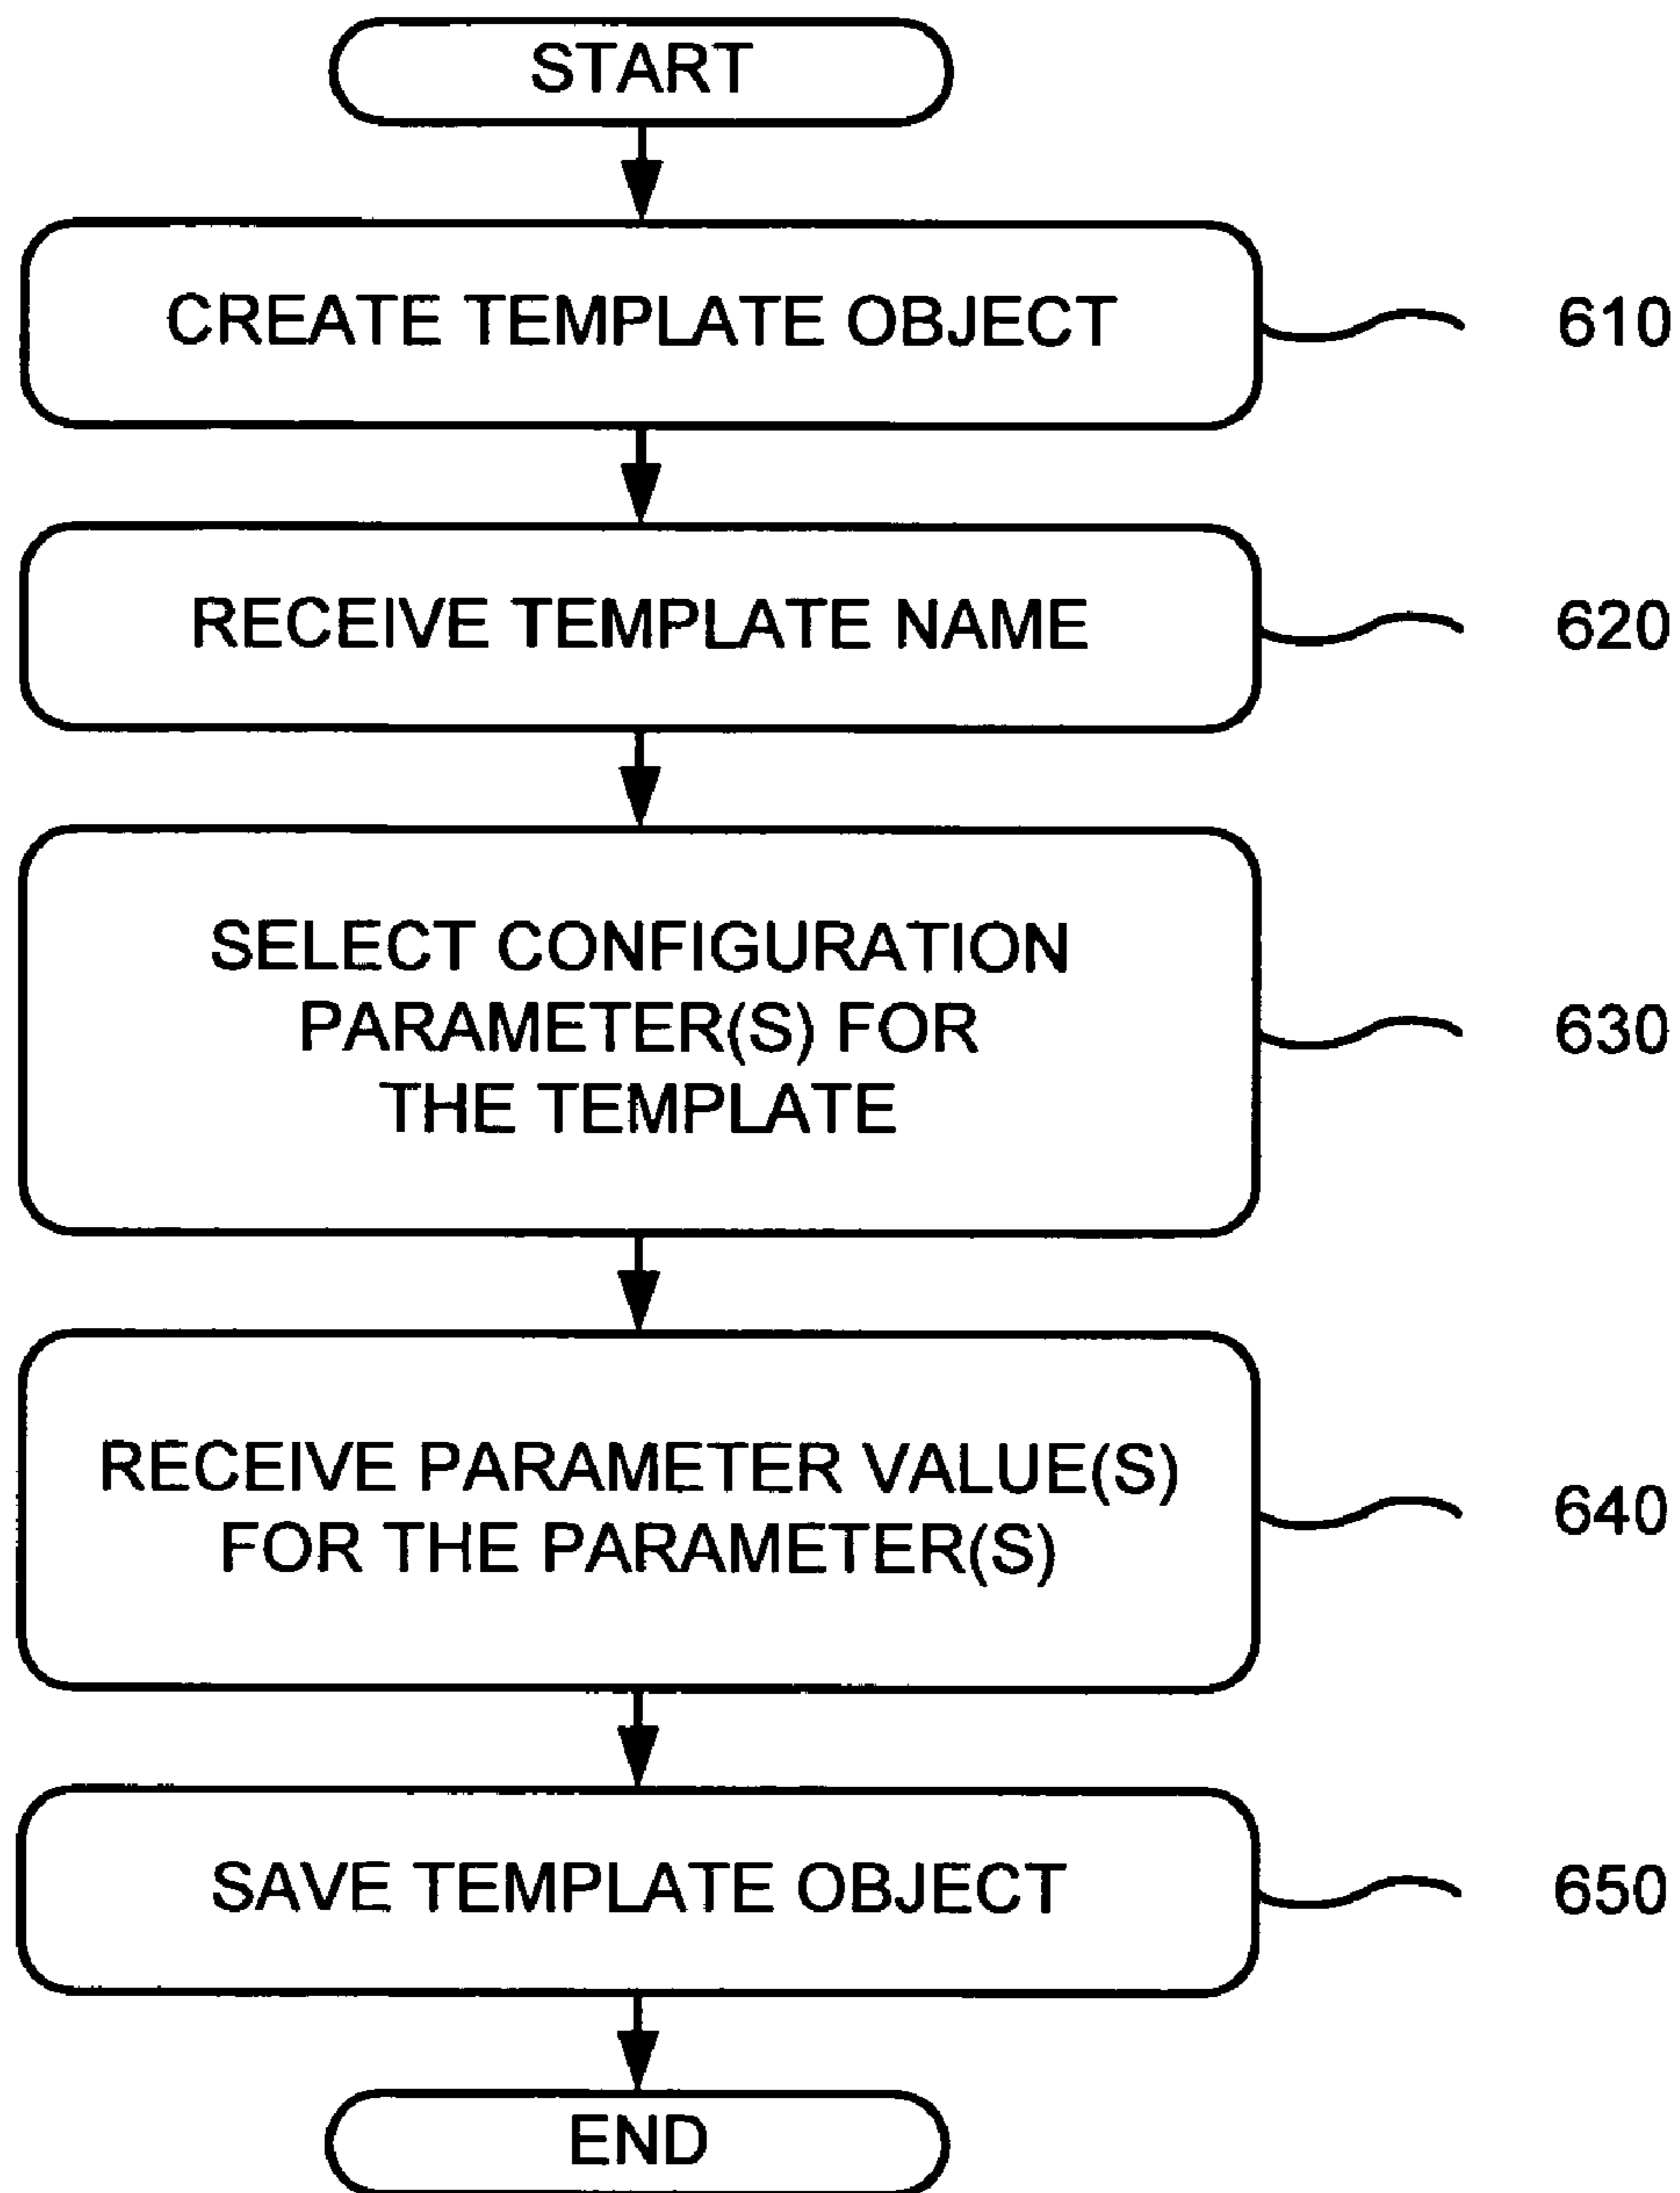 START
CREATE TEMPLATE OBJECT
610
RECEIVE TEMPLATE NAME
620
SELECT CONFIGURATION
PARAMETER(S) FOR
THE TEMPLATE
630
RECEIVE PARAMETER VALUE(S)
FOR THE PARAMETER(S)
640
SAVE TEMPLATE OBJECT
650
END